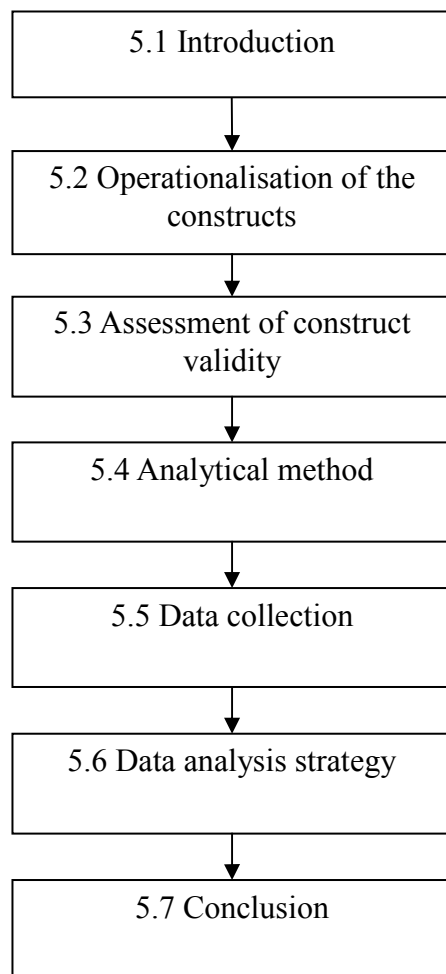 5.1 Introduction
5.2 Operationalisation of the
constructs
5.3 Assessment of construct
validity
5.4 Analytical method
5.5 Data collection
5.6 Data analysis strategy
5.7 Conclusion